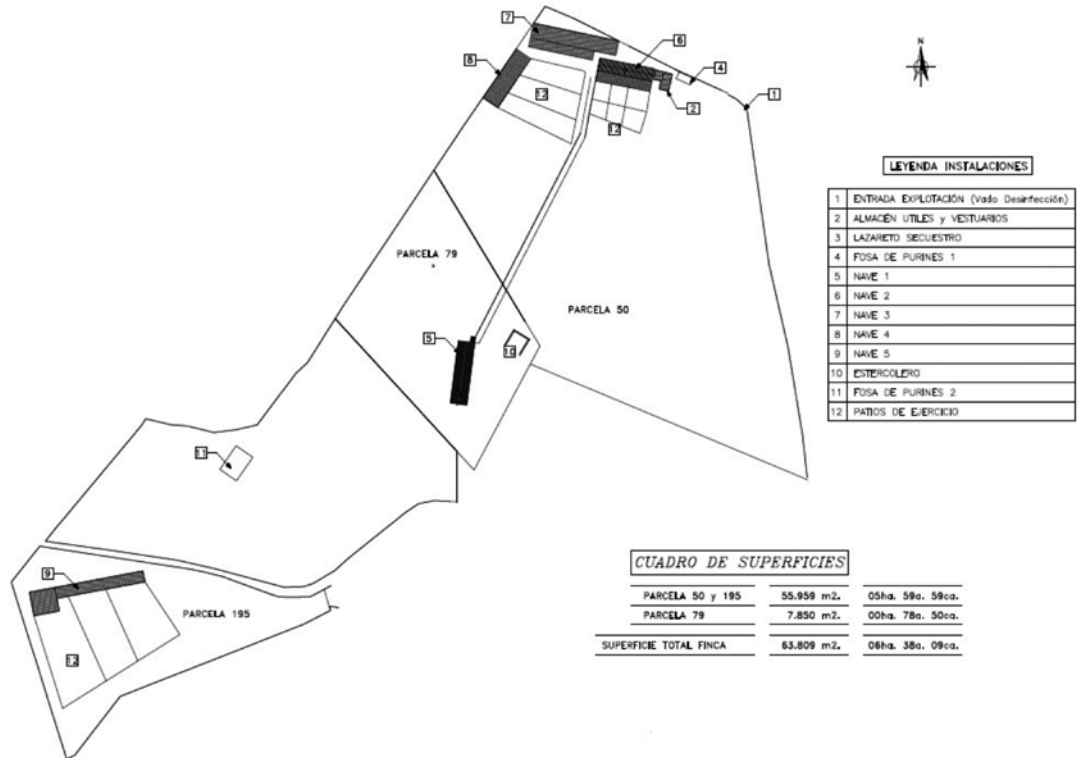 7
6
8
4
N
2
1
12
12
LEYENDA INSTALACIONES
1 ENTRADA EXPLOTACIÓN (Vado Desinfección)
2 ALMACÉN UTILES y VESTUARIOS
3 LAZARETO SECUESTRO
4 FOSA DE PURINES 1
5 NAVE 1
6 NAVE 2
7 NAVE 3
8 NAVE 4
9 NAVE 5
10 ESTERCOLERO
11 FOSA DE PURINES 2
12 PATIOS DE EJERCICIO
PARCELA 79
PARCELA 50
5
10
11
9
PARCELA 195
12
CUADRO DE SUPERFICIES
PARCELA 50 y 195 55.959 m2. 05ha. 59a. 59ca.
PARCELA 79 7.850 m2. 00ha. 78a. 50ca.
SUPERFICIE TOTAL FINCA 63.809 m2. 06ha. 38a. 09ca.